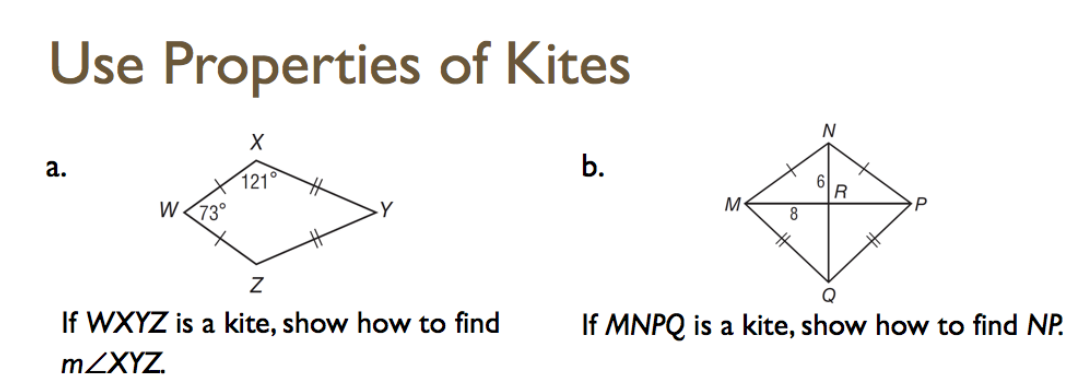 Use Properties of Kites
a.
X
121°
W
73°
Y
Z
If WXYZ is a kite, show how to find
m∠XYZ.
b.
N
6
R
M
8
P
Q
If MNPQ is a kite, show how to find NP.